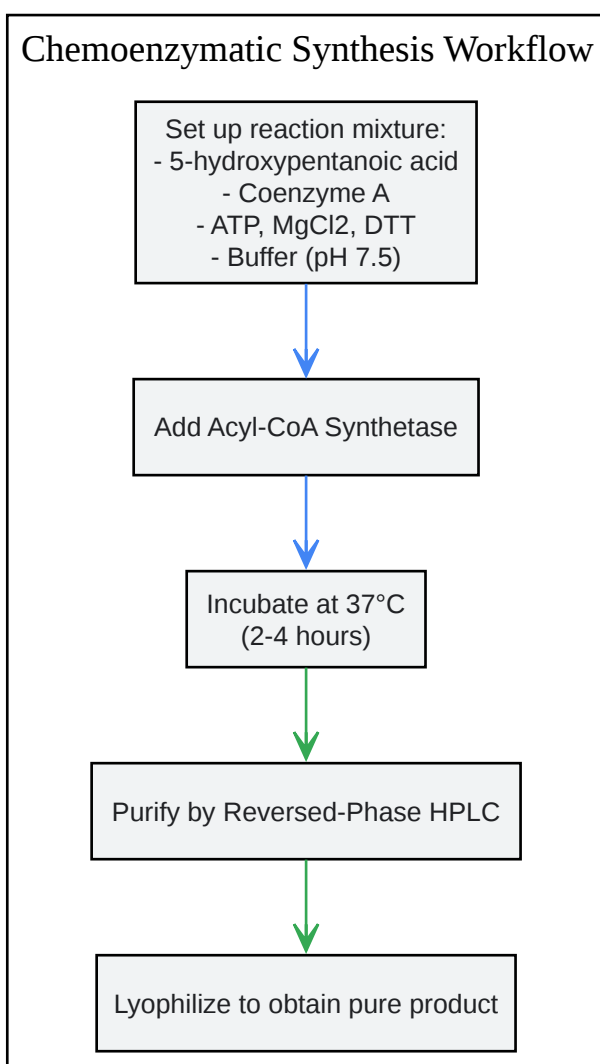 Chemoenzymatic Synthesis Workflow
Set up reaction mixture:
- 5-hydroxypentanoic acid
- Coenzyme A
- ATP, MgCl2, DTT
- Buffer (pH 7.5)
Add Acyl-CoA Synthetase
Incubate at 37°C
(2-4 hours)
Purify by Reversed-Phase HPLC
Lyophilize to obtain pure product